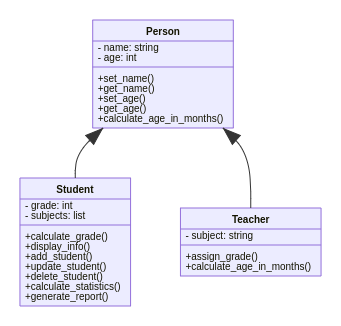 Person
- name: string
- age: int
+set_name()
+get_name()
+set_age()
+get_age()
+calculate_age_in_months()
Student
- grade: int
- subjects: list
+calculate_grade()
+display_info()
+add_student()
+update_student()
+delete_student()
+calculate_statistics()
+generate_report()
Teacher
- subject: string
+assign_grade()
+calculate_age_in_months()